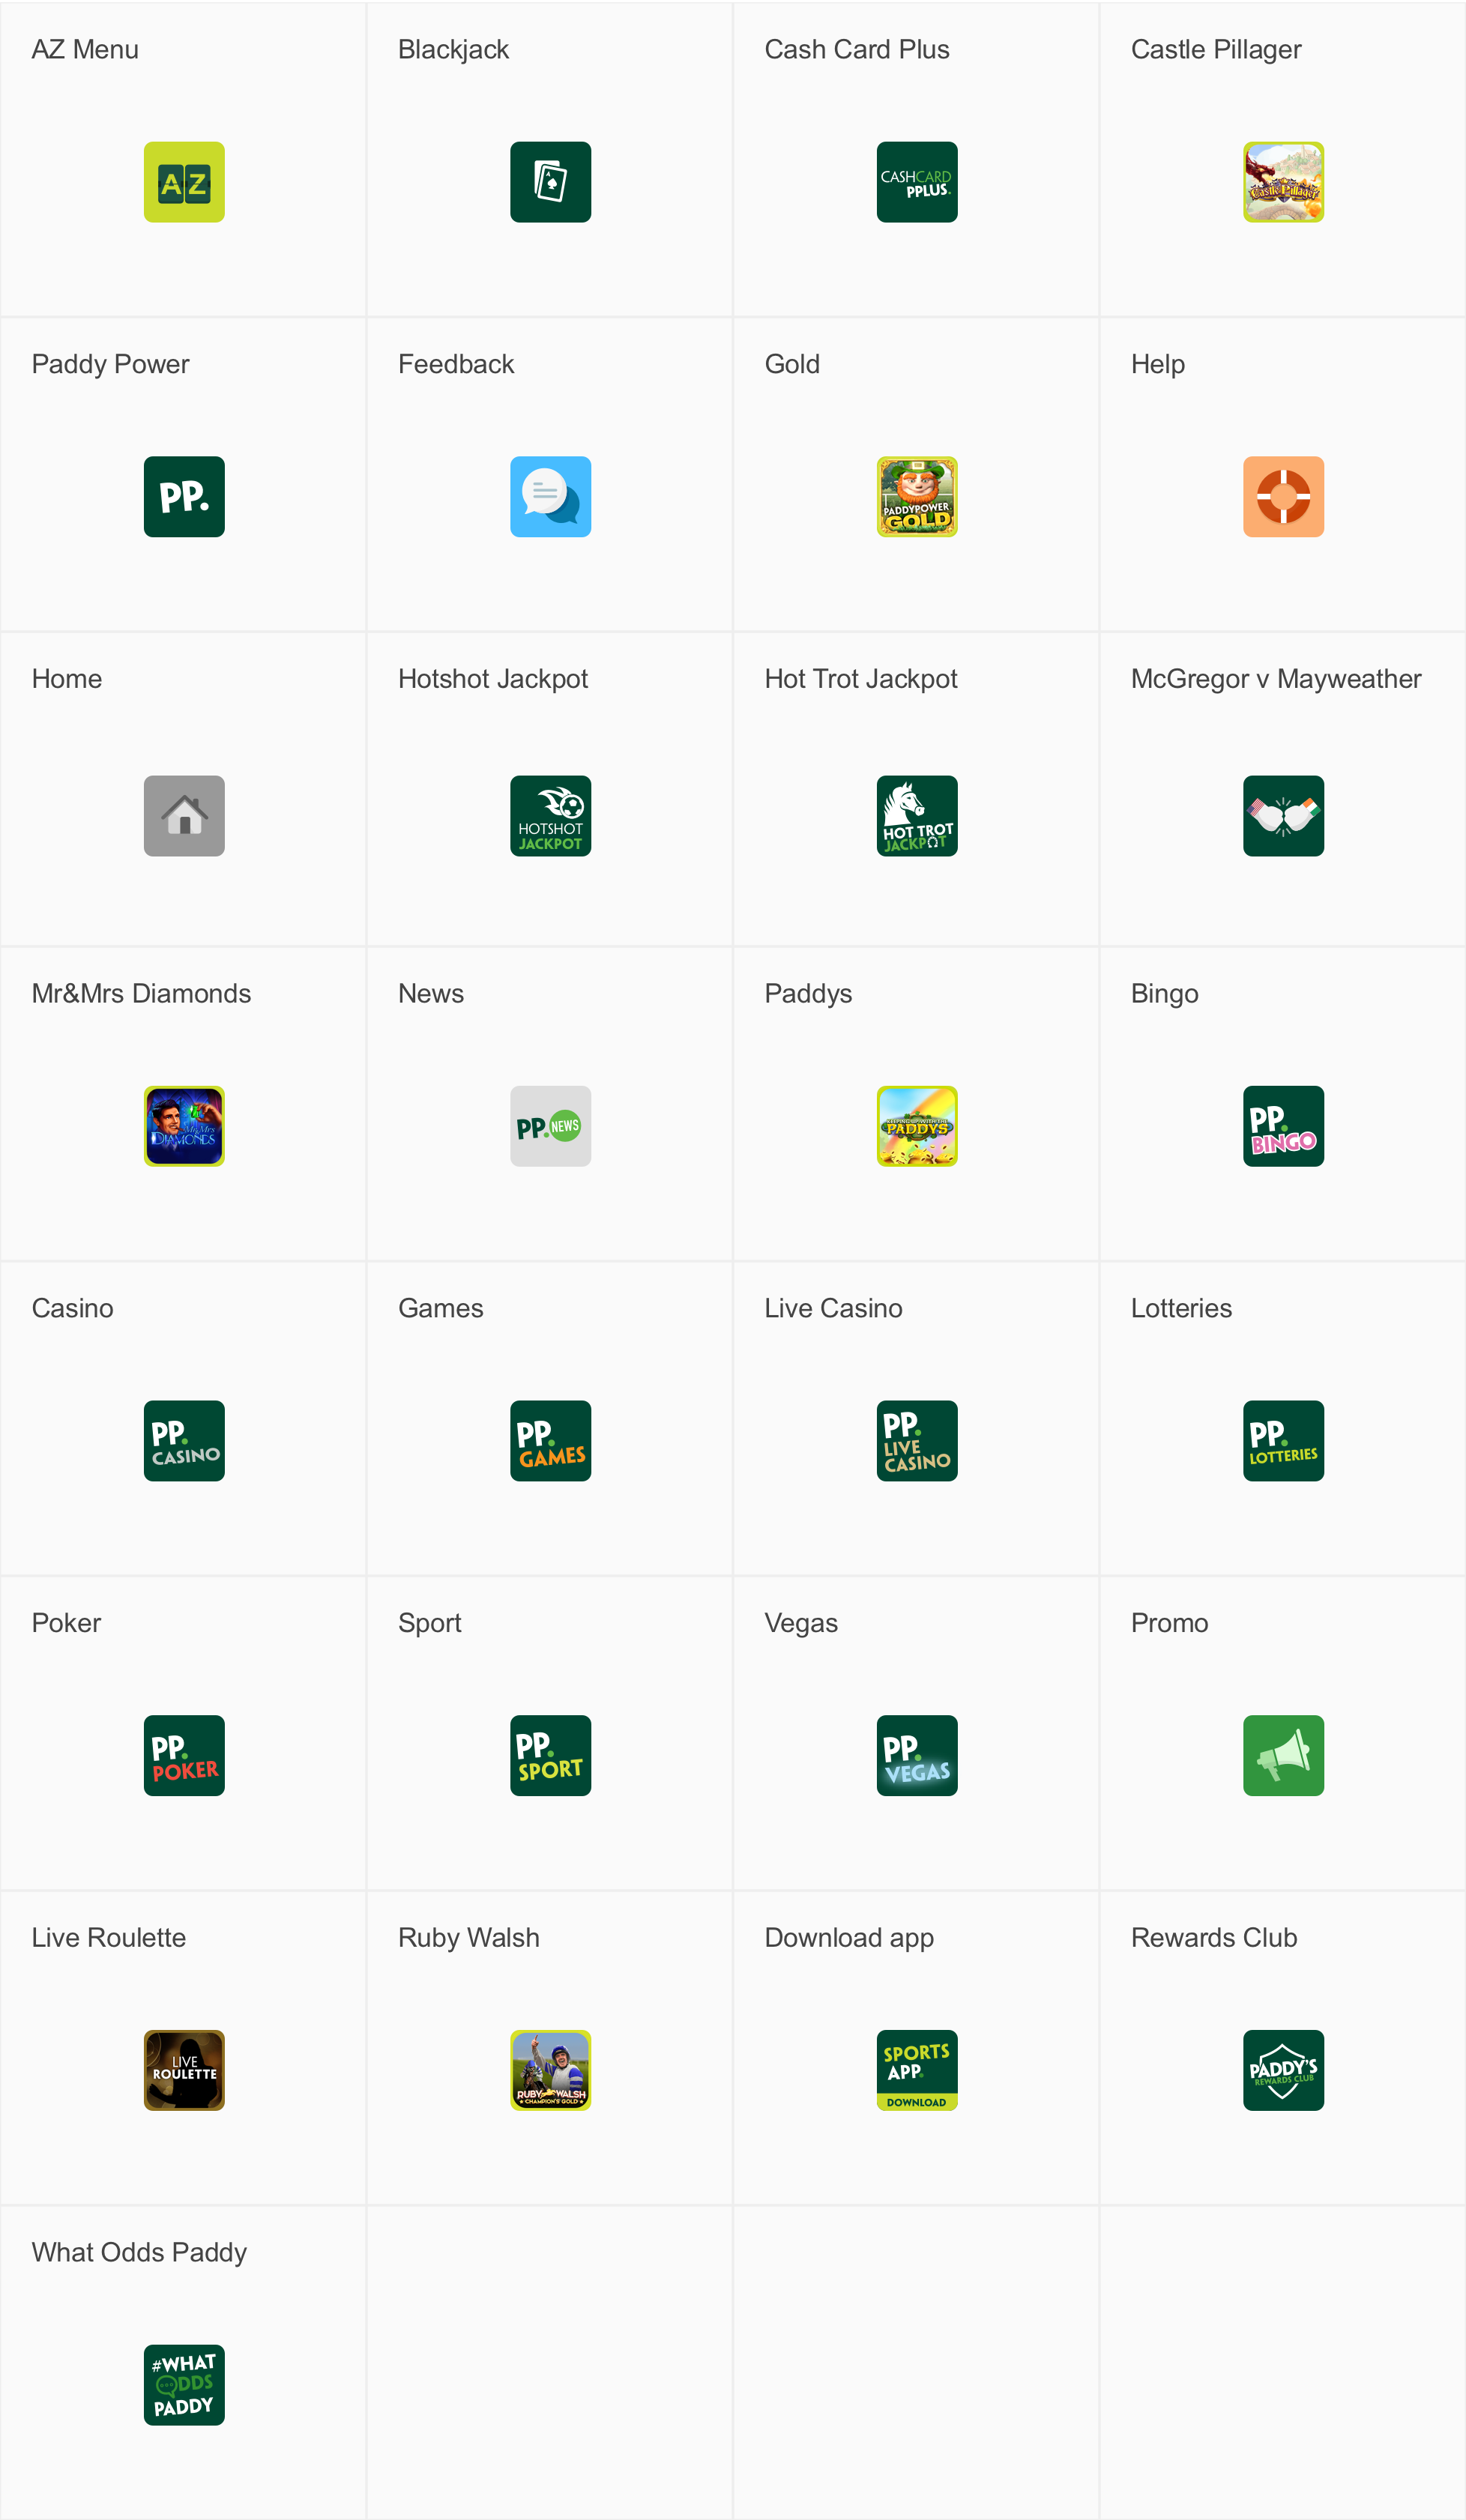 AZ Menu
Blackjack
Cash Card Plus
Castle Pillager
AZ
A
CASHCARD
PPLUS.
Castle Pillager
Paddy Power
Feedback
Gold
Help
PP.
PADDYPOWER
GOLD
Home
Hotshot Jackpot
Hot Trot Jackpot
McGregor v Mayweather
HOTSHOT
JACKPOT
HOT TROT
JACKPOT
Mr&Mrs Diamonds
News
Paddys
Bingo
Mr&Mrs
DIAMONDS
PP. NEWS
KEEPING UP WITH THE
PADDYS
PP.
BINGO
Casino
Games
Live Casino
Lotteries
PP.
CASINO
PP.
GAMES
PP.
LIVE
CASINO
PP.
LOTTERIES
Poker
Sport
Vegas
Promo
PP.
POKER
PP.
SPORT
PP.
VEGAS
Live Roulette
Ruby Walsh
Download app
Rewards Club
LIVE
ROULETTE
RUBY WALSH
CHAMPION'S GOLD
SPORTS
APP.
DOWNLOAD
PADDY'S
REWARDS CLUB
What Odds Paddy
#WHAT
ODDS
PADDY